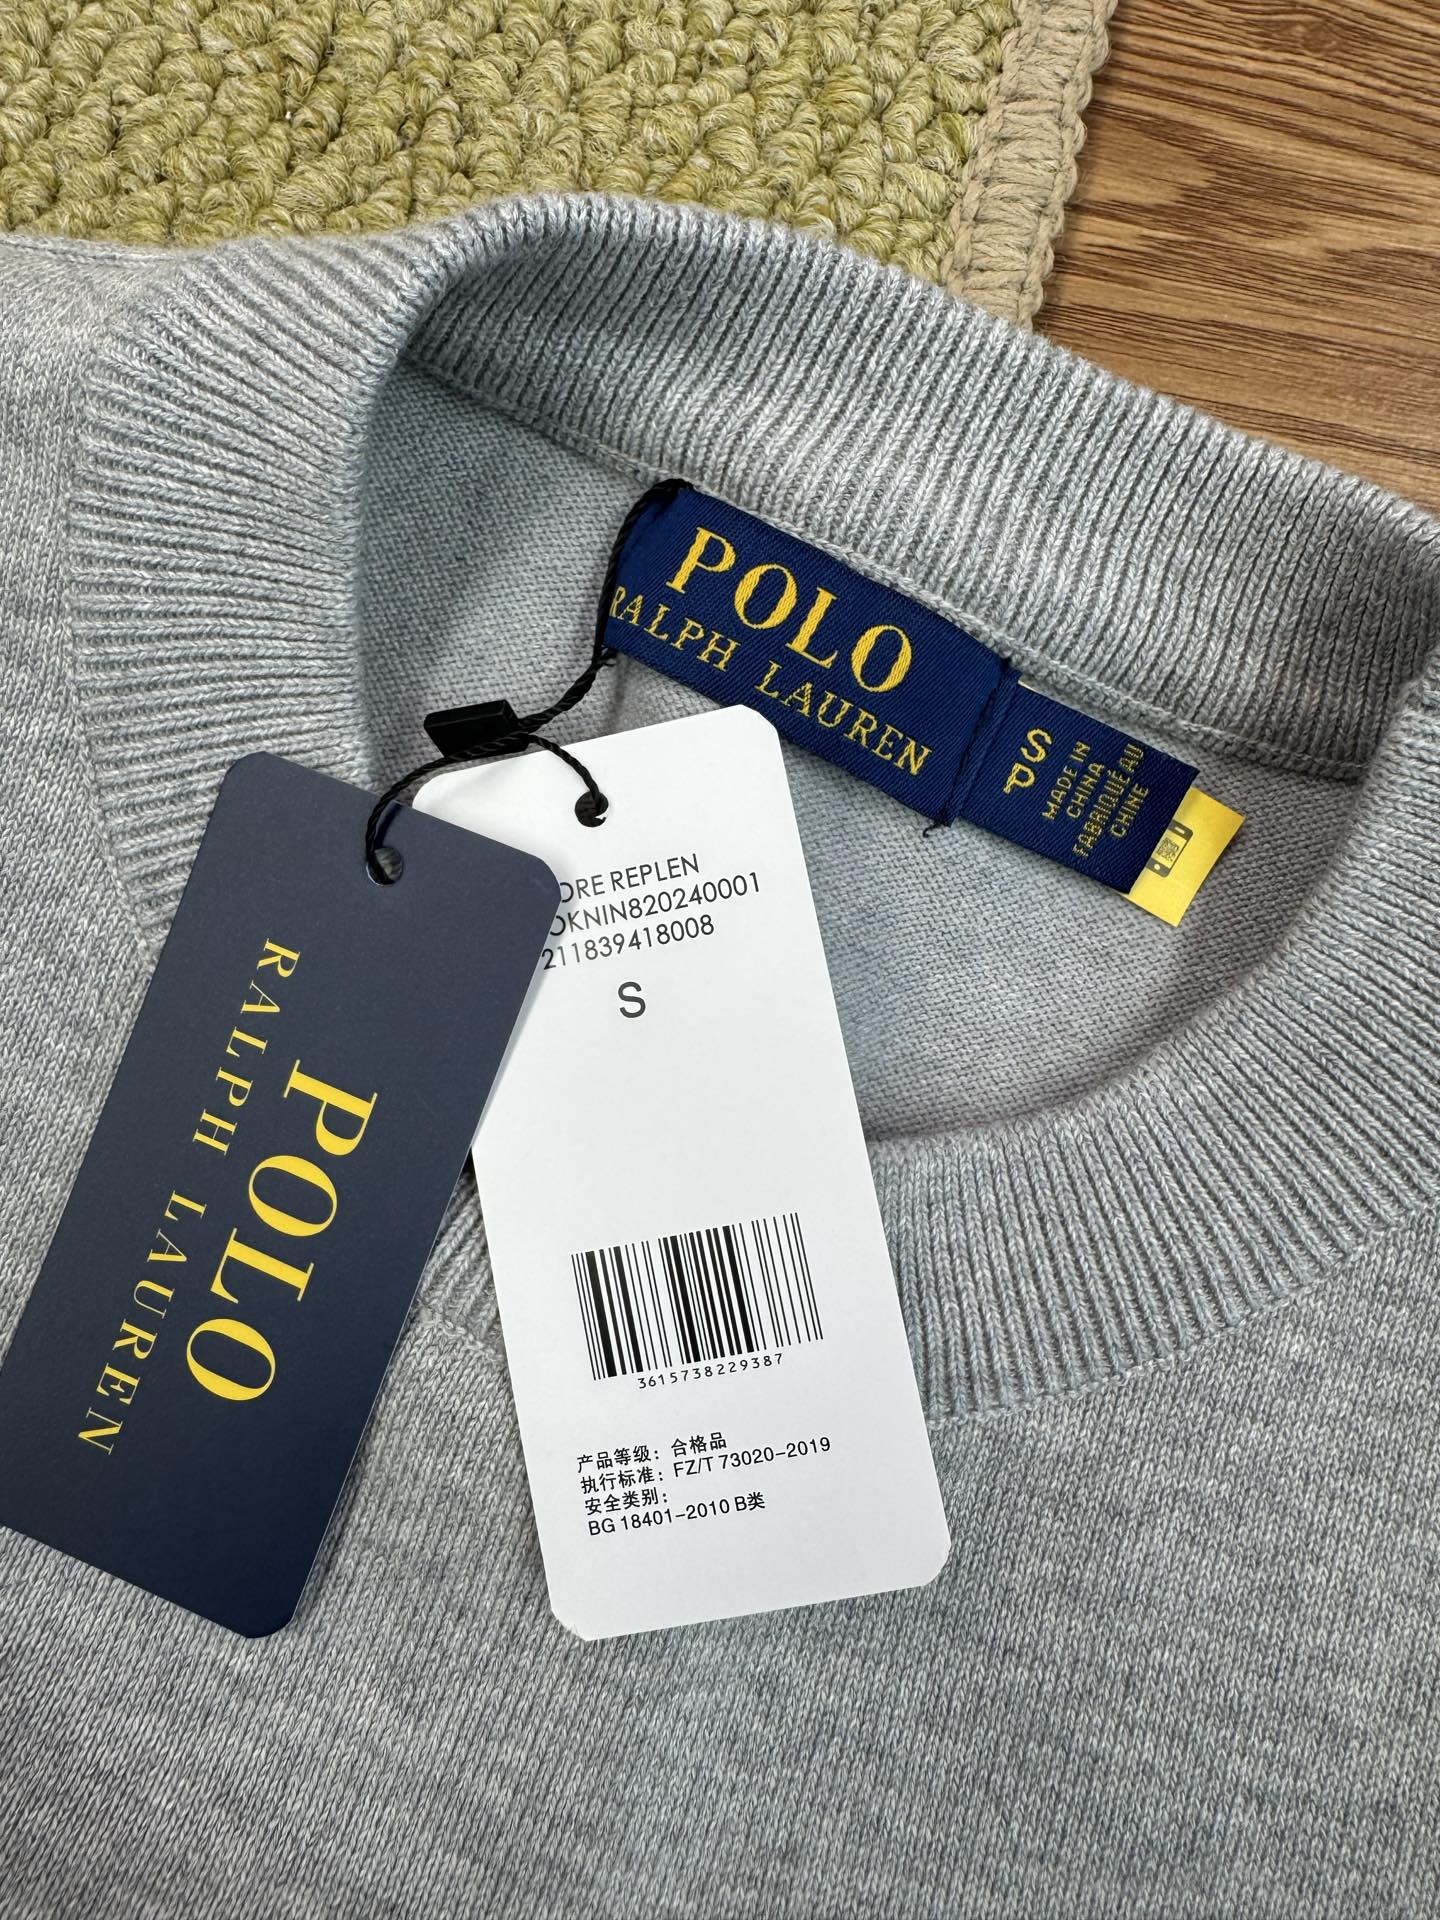 POLO
RALPH LAUREN
S
P
MADE IN
CHINA
FABRIQUÉ AU
CHINE
POLO
RALPH LAUREN
REPLEN
211839418008
S
3615738229387
产品等级：合格品
执行标准：FZ/T 73020-2019
安全类别：
BG 18401-2010 B类